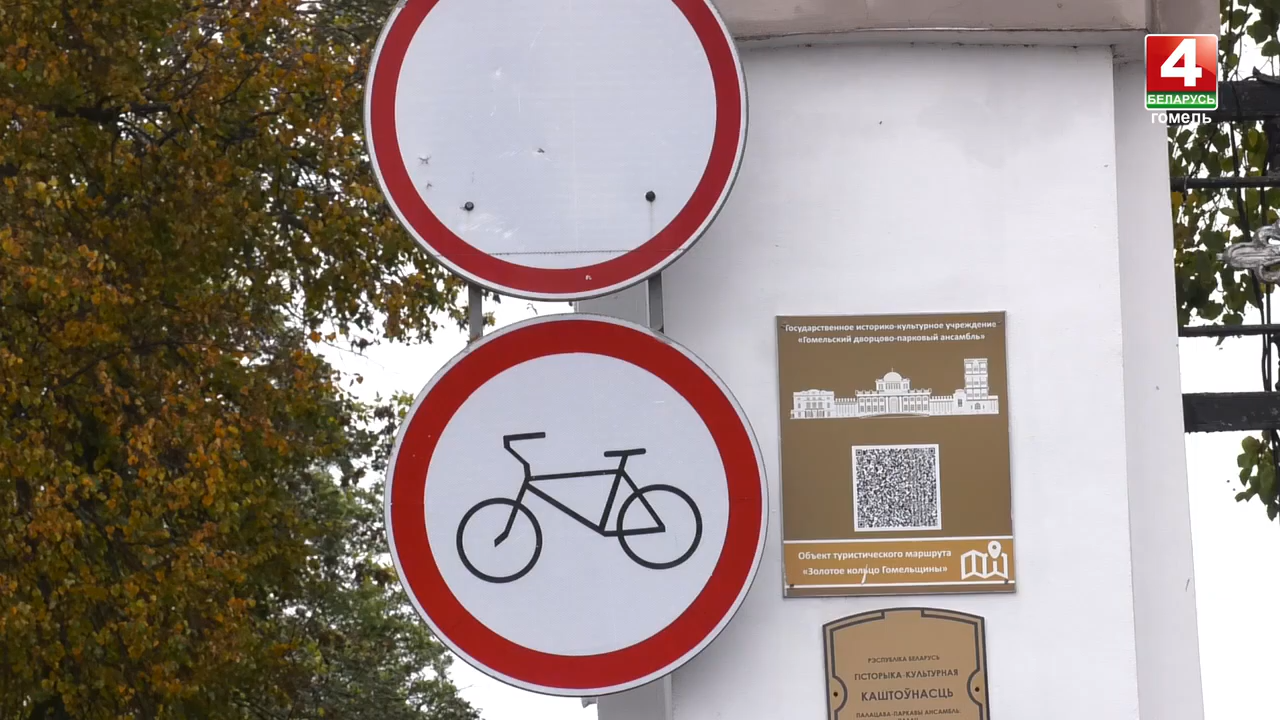 4
БЕЛАРУСЬ
гомель
Государственное историко-культурное учреждение
«Гомельский дворцово-парковый ансамбль»
Объект туристического маршрута
«Золотое кольцо Гомельщины»
РЭСПУБЛІКА БЕЛАРУСЬ
ГІСТОРЫКА-КУЛЬТУРНАЯ
КАШТОЎНАСЦЬ
ПАЛАЦАВА-ПАРКАВЫ АНСАМБЛЬ: